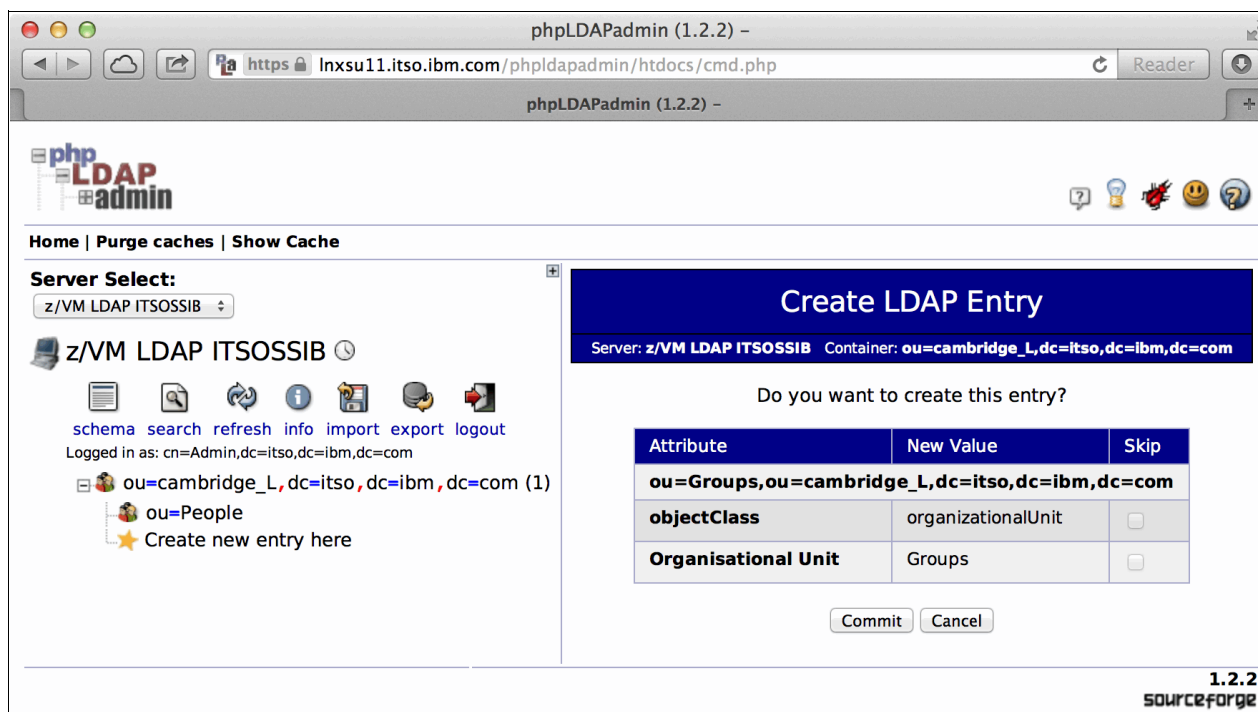 phpLDAPadmin (1.2.2) –
https lnxsu11.itso.ibm.com/phpldapadmin/htdocs/cmd.php
Reader
phpLDAPadmin (1.2.2) –
php
LDAP
admin
Home | Purge caches | Show Cache
Server Select:
z/VM LDAP ITSOSSIB
z/VM LDAP ITSOSSIB
schema search refresh info import export logout
Logged in as: cn=Admin,dc=itso,dc=ibm,dc=com
ou=cambridge_L,dc=itso,dc=ibm,dc=com (1)
ou=People
Create new entry here
Create LDAP Entry
Server: z/VM LDAP ITSOSSIB Container: ou=cambridge_L,dc=itso,dc=ibm,dc=com
Do you want to create this entry?
Attribute New Value Skip
ou=Groups,ou=cambridge_L,dc=itso,dc=ibm,dc=com
objectClass organizationalUnit
Organisational Unit Groups
Commit Cancel
1.2.2
sourceforge